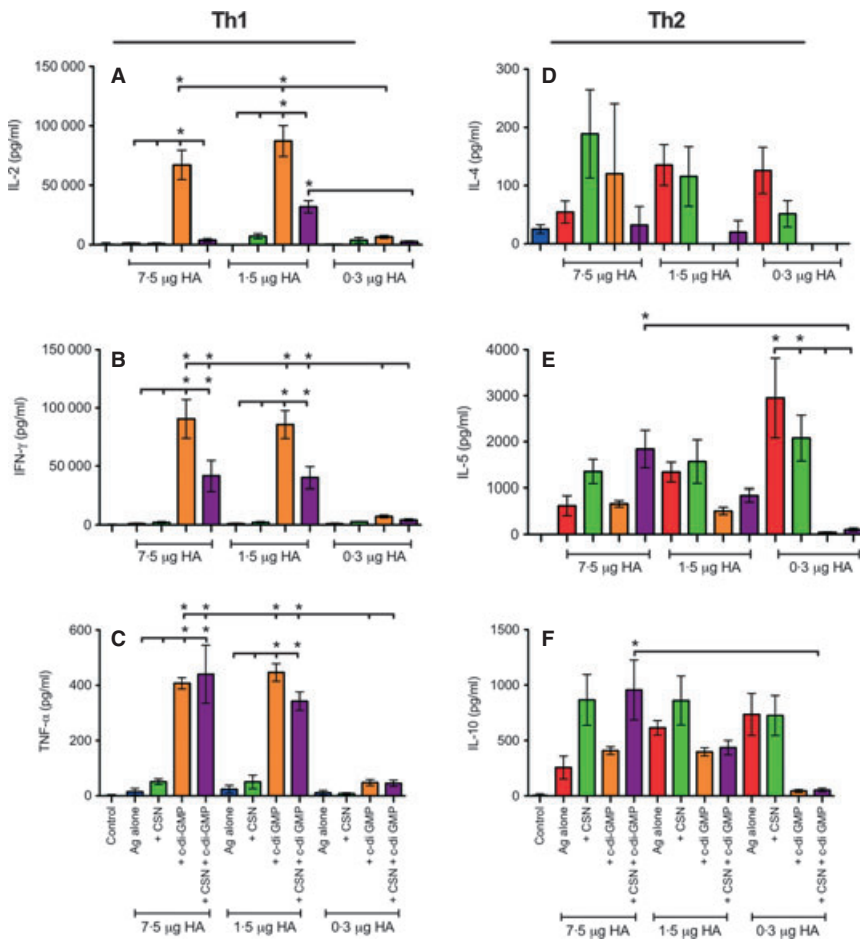 Th1
Th2
A
IL-2 (pg/ml)
150 000
100 000
50 000
0
* *
* *
*
7·5 µg HA
1·5 µg HA
0·3 µg HA
D
IL-4 (pg/ml)
300
200
100
0
7·5 µg HA
1·5 µg HA
0·3 µg HA
B
IFN-γ (pg/ml)
150 000
100 000
50 000
0
* * * *
* * * *
7·5 µg HA
1·5 µg HA
0·3 µg HA
E
IL-5 (pg/ml)
4000
3000
2000
1000
0
*
* *
7·5 µg HA
1·5 µg HA
0·3 µg HA
C
TNF-α (pg/ml)
600
400
200
0
* * * *
* * * *
Control
Ag alone
+ CSN
+ c-di-GMP
+ CSN + c-di-GMP
Ag alone
+ CSN
+ c-di GMP
+ CSN + c-di GMP
Ag alone
+ CSN
+ c-di GMP
+ CSN + c-di GMP
7·5 µg HA
1·5 µg HA
0·3 µg HA
F
IL-10 (pg/ml)
1500
1000
500
0
*
Control
Ag alone
+ CSN
+ c-di-GMP
+ CSN + c-di-GMP
Ag alone
+ CSN
+ c-di GMP
+ CSN + c-di GMP
Ag alone
+ CSN
+ c-di GMP
+ CSN + c-di GMP
7·5 µg HA
1·5 µg HA
0·3 µg HA